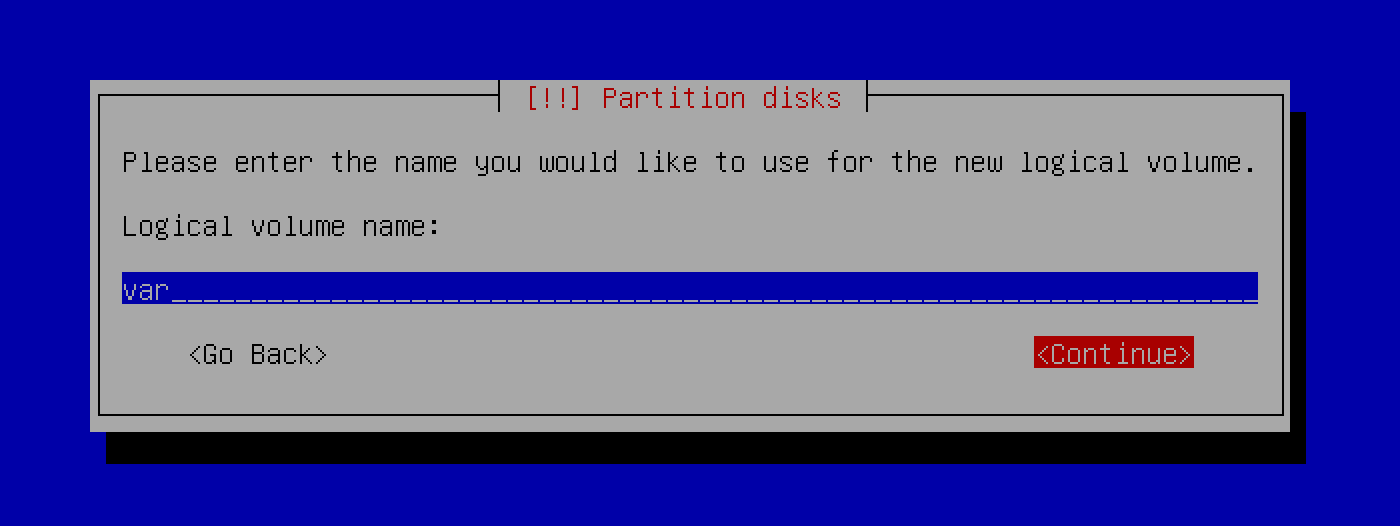 [!!] Partition disks
Please enter the name you would like to use for the new logical volume.
Logical volume name:
var_____________________________________________________________________
<Go Back>
<Continue>